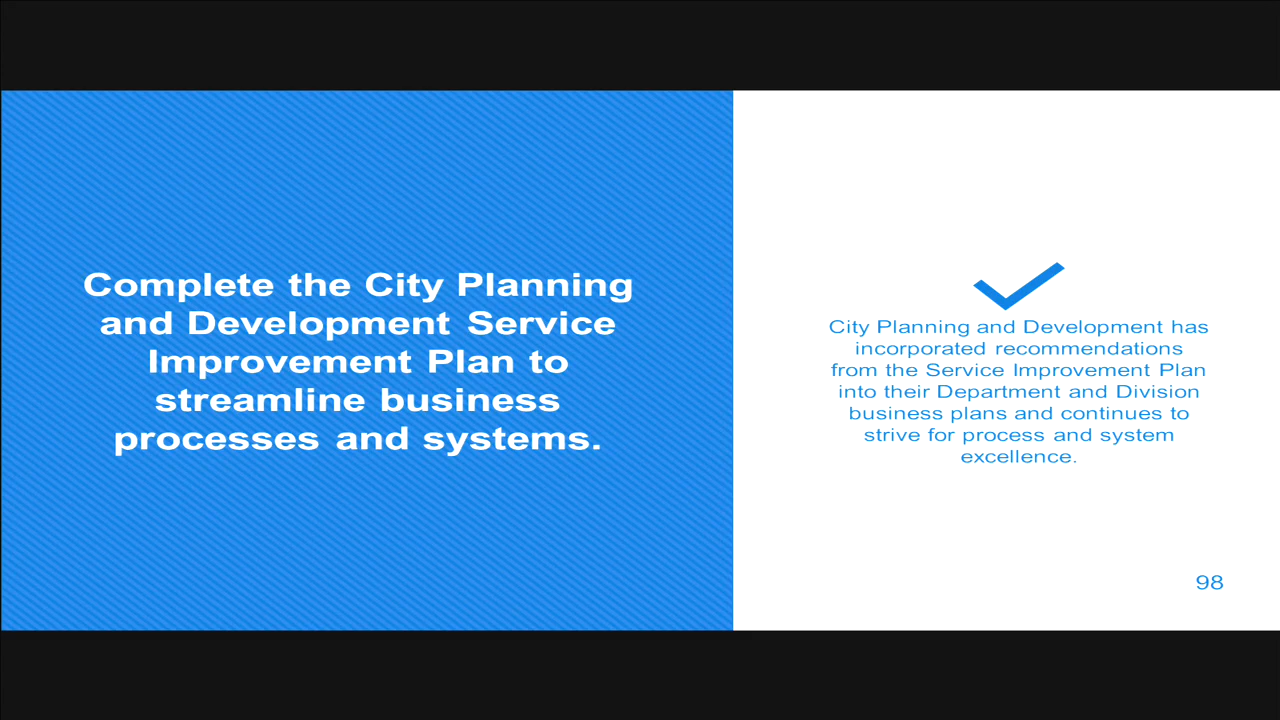 Complete the City Planning
and Development Service
Improvement Plan to
streamline business
processes and systems.
City Planning and Development has
incorporated recommendations
from the Service Improvement Plan
into their Department and Division
business plans and continues to
strive for process and system
excellence.
98